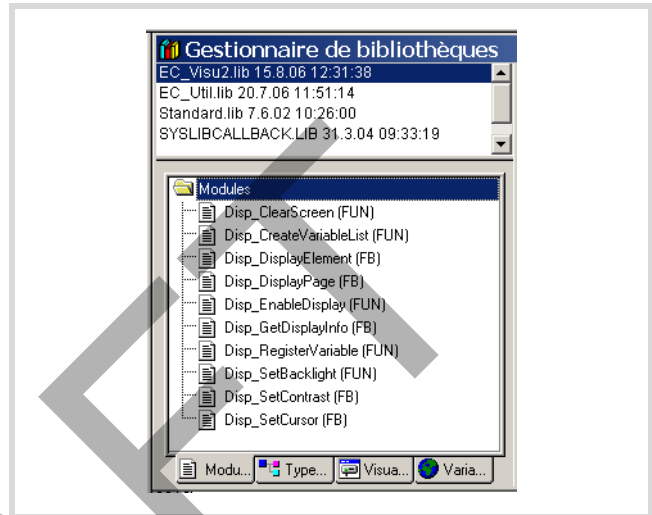 Gestionnaire de bibliothèques
EC_Visu2.lib 15.8.06 12:31:38
EC_Util.lib 20.7.06 11:51:14
Standard.lib 7.6.02 10:26:00
SYSLIBCALLBACK.LIB 31.3.04 09:33:19
Modules
Disp_ClearScreen (FUN)
Disp_CreateVariableList (FUN)
Disp_DisplayElement (FB)
Disp_DisplayPage (FB)
Disp_EnableDisplay (FUN)
Disp_GetDisplayInfo (FB)
Disp_RegisterVariable (FUN)
Disp_SetBacklight (FUN)
Disp_SetContrast (FB)
Disp_SetCursor (FB)
Modu... Type... Visua... Varia...